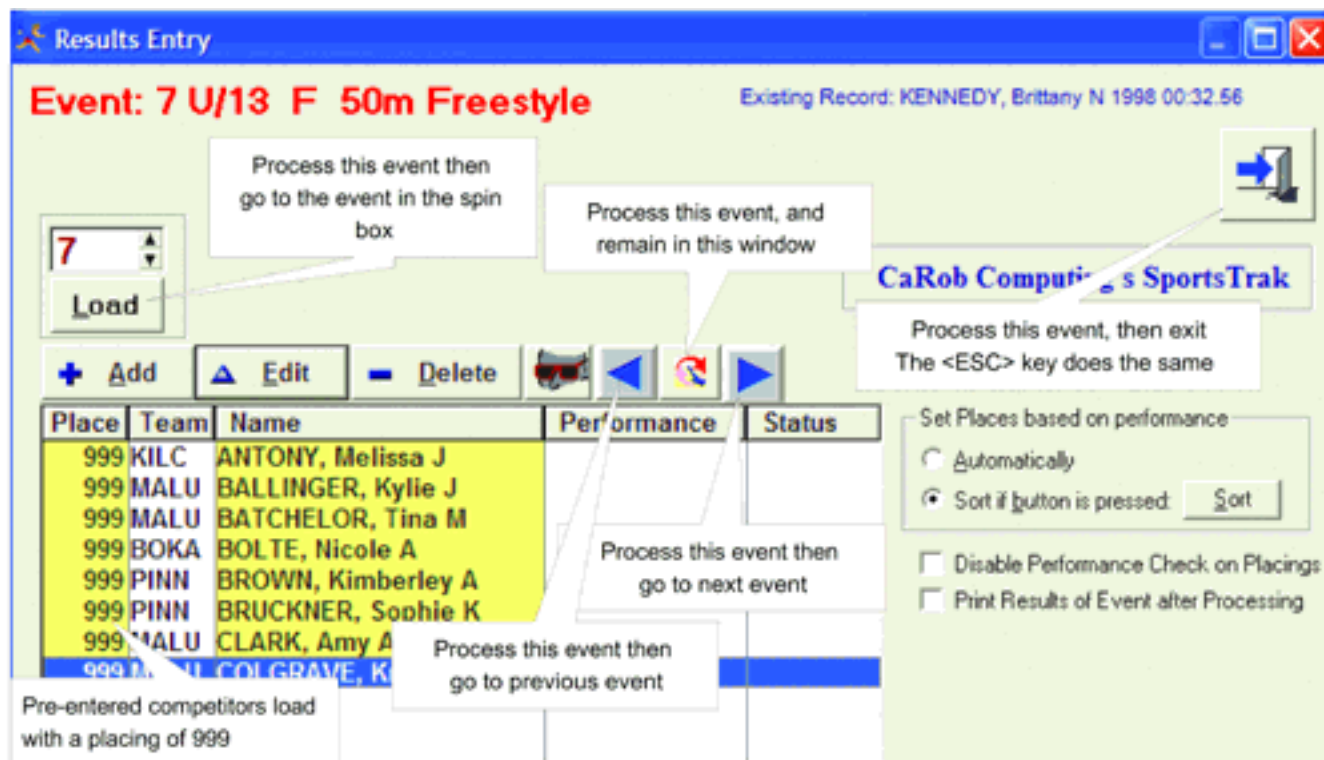 Results Entry
Event: 7 U/13 F 50m Freestyle
Existing Record: KENNEDY, Brittany N 1998 00:32.56
Process this event then
go to the event in the spin
box
Process this event, and
remain in this window
7
Load
CaRob Computing s SportsTrak
Process this event, then exit
The <ESC> key does the same
Add
Edit
Delete
Place Team Name Performance Status
999 KILC ANTONY, Melissa J
999 MALU BALLINGER, Kylie J
999 MALU BATCHELOR, Tina M
999 BOKA BOLTE, Nicole A
999 PINN BROWN, Kimberley A
999 PINN BRUCKNER, Sophie K
999 MALU CLARK, Amy A
999 COLGRAVE,
Set Places based on performance
Automatically
Sort if button is pressed: Sort
Disable Performance Check on Placings
Print Results of Event after Processing
Process this event then
go to next event
Process this event then
go to previous event
Pre-entered competitors load
with a placing of 999